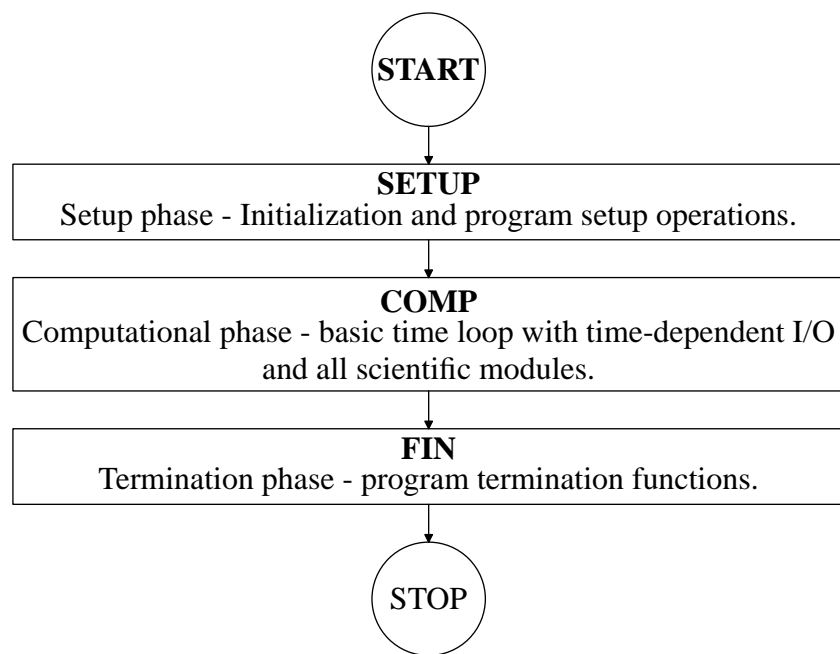 START
SETUP
Setup phase - Initialization and program setup operations.
COMP
Computational phase - basic time loop with time-dependent I/O
and all scientific modules.
FIN
Termination phase - program termination functions.
STOP